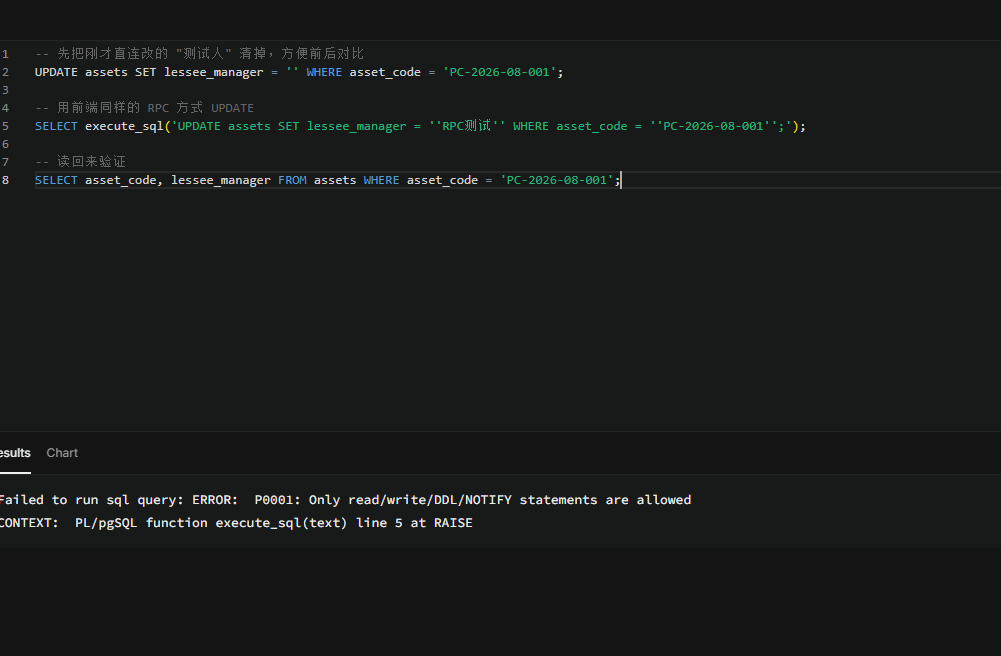 1 -- 先把刚才直连改的 "测试人" 清掉，方便前后对比
2 UPDATE assets SET lessee_manager = '' WHERE asset_code = 'PC-2026-08-001';
3
4 -- 用前端同样的 RPC 方式 UPDATE
5 SELECT execute_sql('UPDATE assets SET lessee_manager = ''RPC测试'' WHERE asset_code = ''PC-2026-08-001'';');
6
7 -- 读回来验证
8 SELECT asset_code, lessee_manager FROM assets WHERE asset_code = 'PC-2026-08-001';
esults Chart
Failed to run sql query: ERROR: P0001: Only read/write/DDL/NOTIFY statements are allowed
CONTEXT: PL/pgSQL function execute_sql(text) line 5 at RAISE